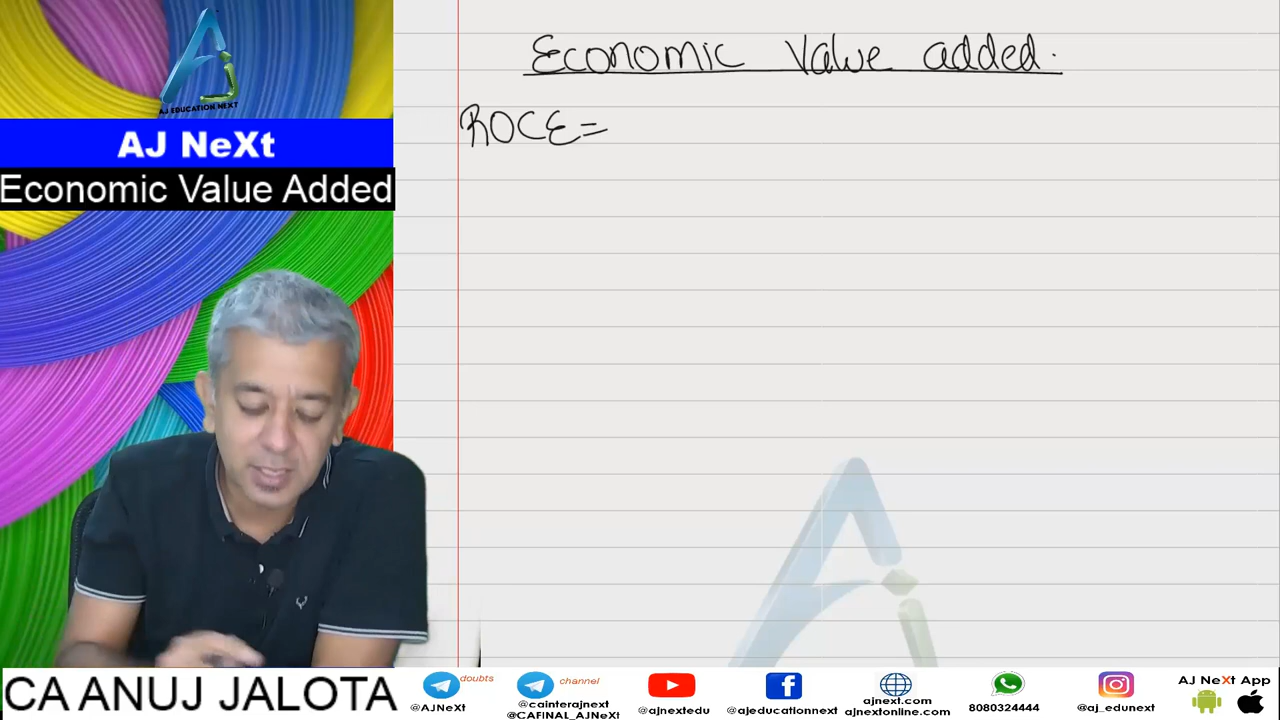 AJ EDUCATION NEXT
AJ NeXt
Economic Value Added
Economic Value added.
ROCE=
CA ANUJ JALOTA
doubts
@AJNeXt
channel
@cainterajnext
@CAFINAL_AJNeXt
@ajnextedu
@ajeducationnext
ajnext.com
ajnextonline.com
8080324444
@aj_edunext
AJ NeXt App